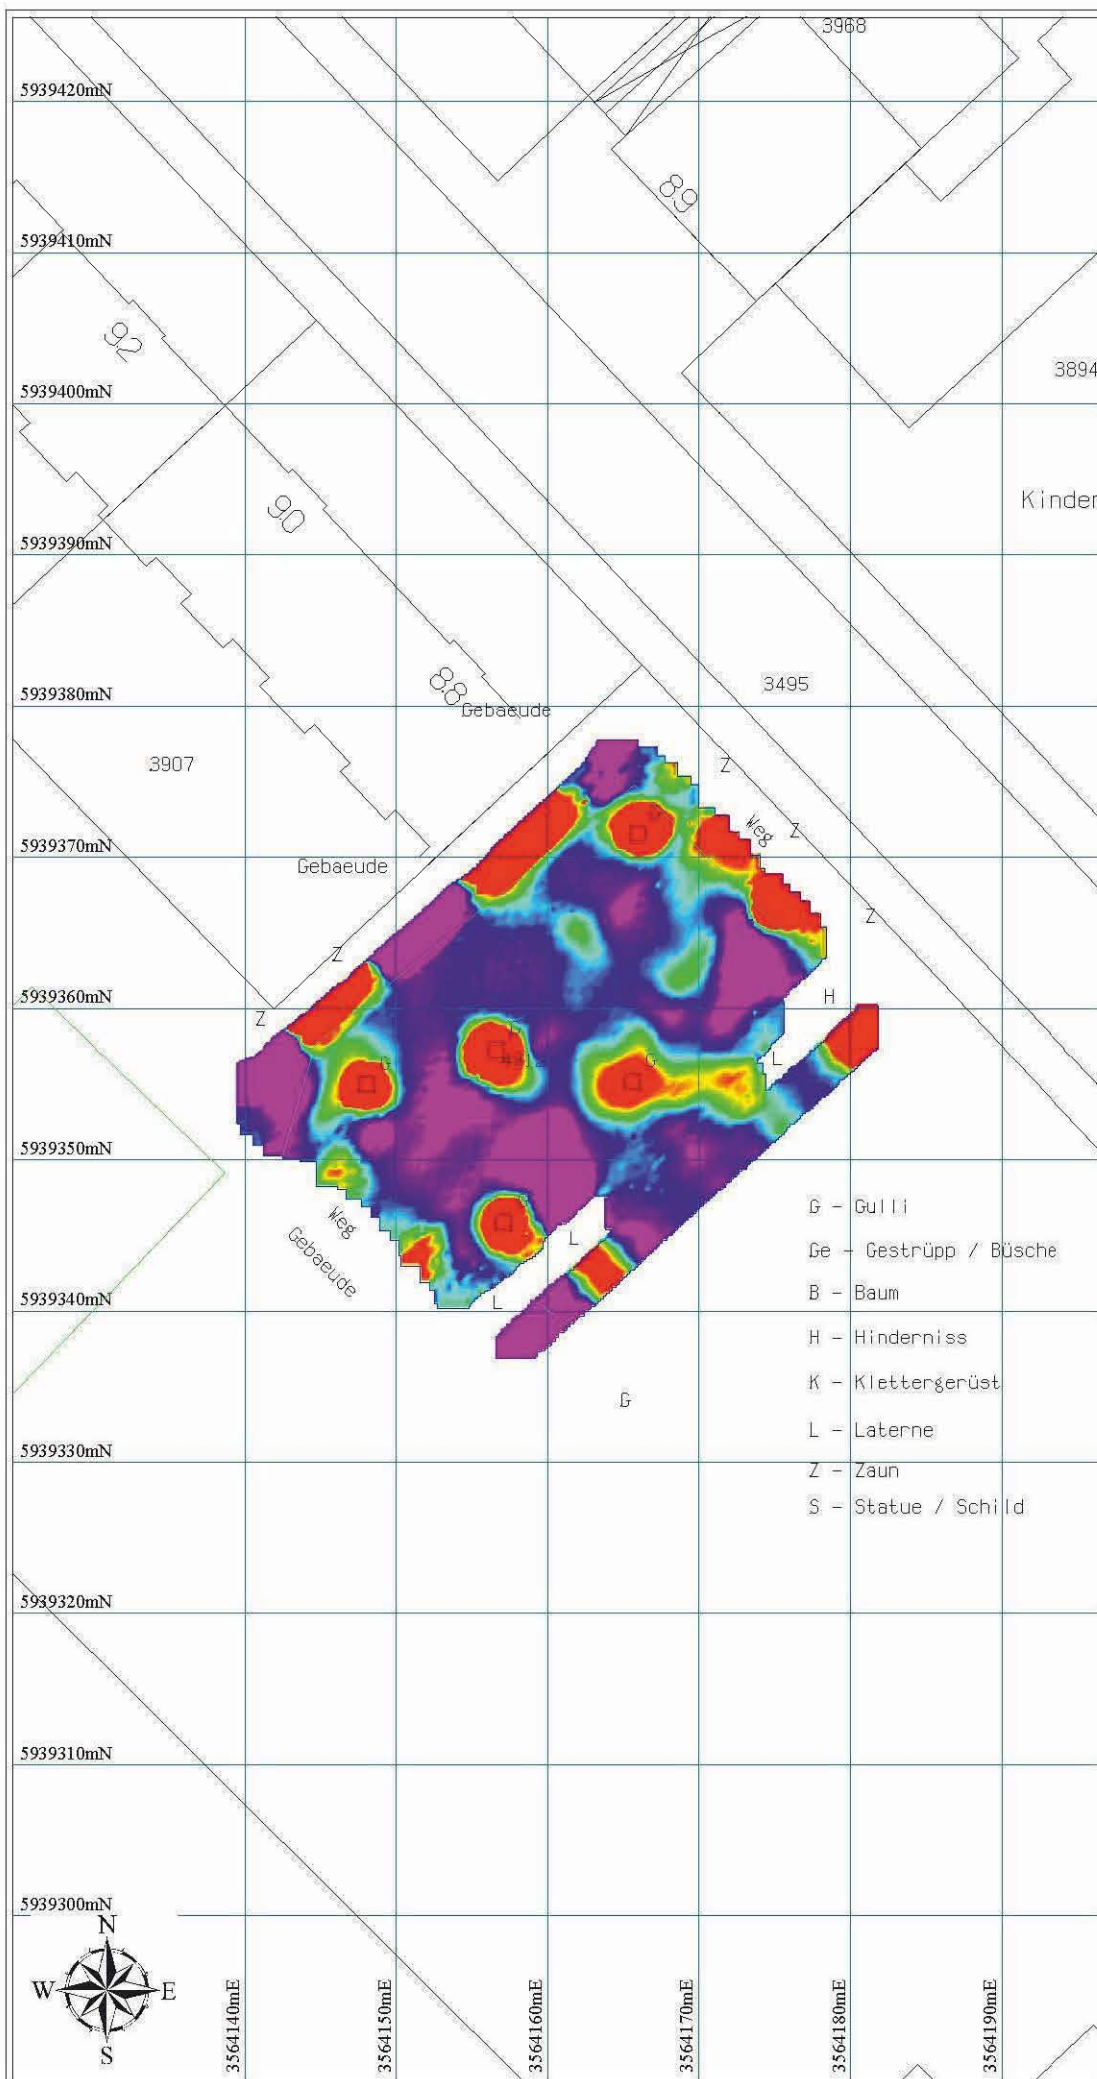 3968
5939420mN
89
5939410mN
92
3894
5939400mN
Kinder
90
5939390mN
3495
88
5939380mN
Gebaeude
3907
Z
Weg
Z
G
5939370mN
Gebaeude
Z
Z
5939360mN
H
Z
G
G
G
L
5939350mN
G - Gulli
G
Weg
Gebaeude
L
Ge - Gestrüpp / Büsche
B - Baum
L
5939340mN
H - Hinderniss
K - Klettergerüst
G
L - Laterne
5939330mN
Z - Zaun
S - Statue / Schild
5939320mN
5939310mN
5939300mN
N
W
E
S
3564140mE
3564150mE
3564160mE
3564170mE
3564180mE
3564190mE